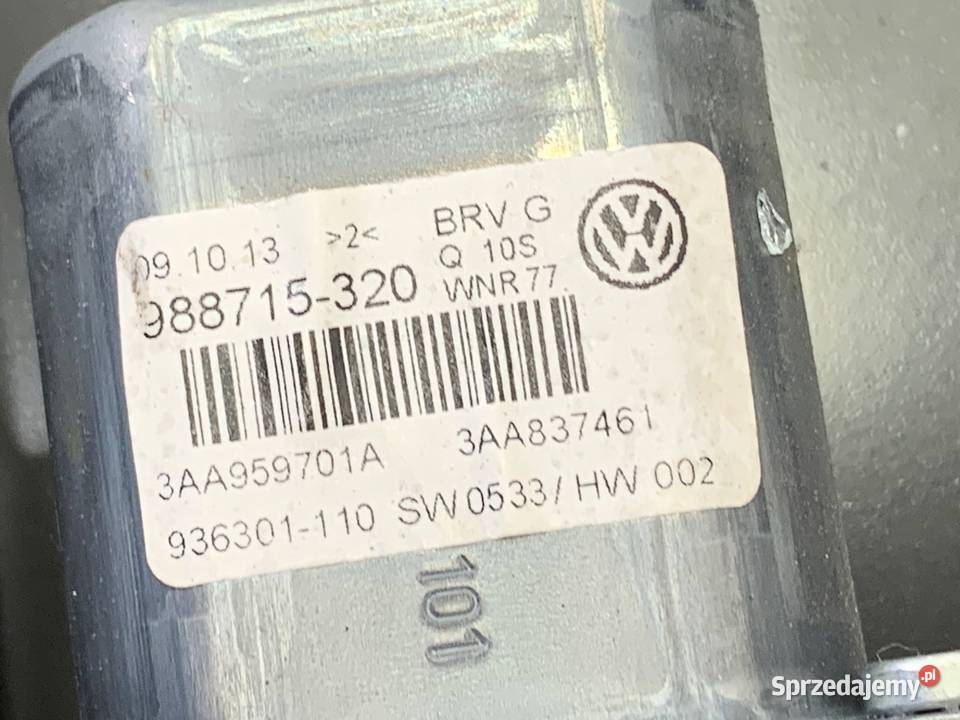 09.10.13 >2< BRV G
Q 10S
988715-320 WNR77.
3AA959701A 3AA837461
936301-110 SW0533/HW 002
101
Sprzedajemy.pl